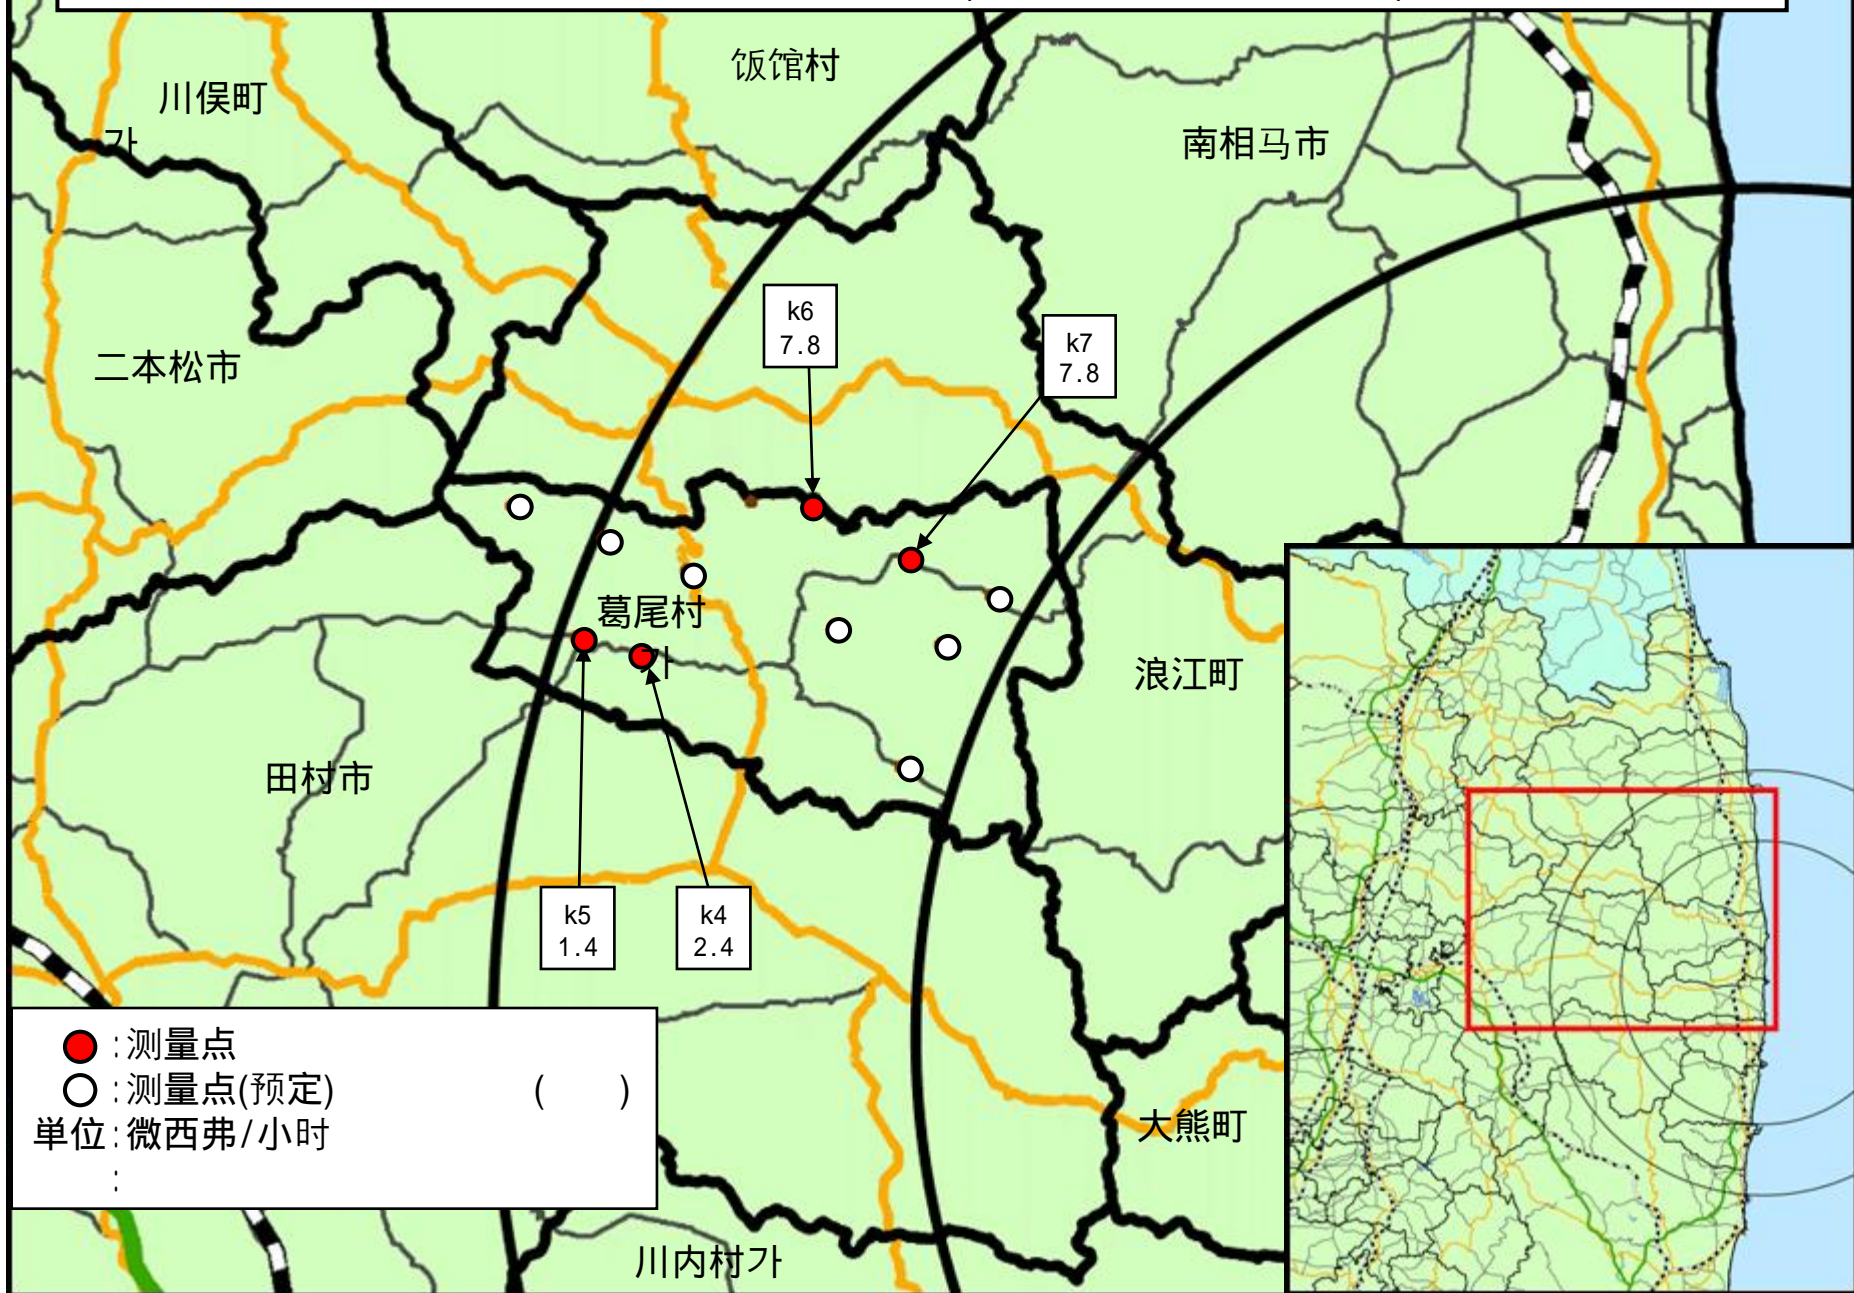 饭馆村
川俣町
가
南相马市
k6
7.8
k7
7.8
二本松市
葛尾村
가
浪江町
田村市
k5
1.4
k4
2.4
:测量点
:测量点(预定) ( )
単位:微西弗/小时
:
大熊町
川内村가